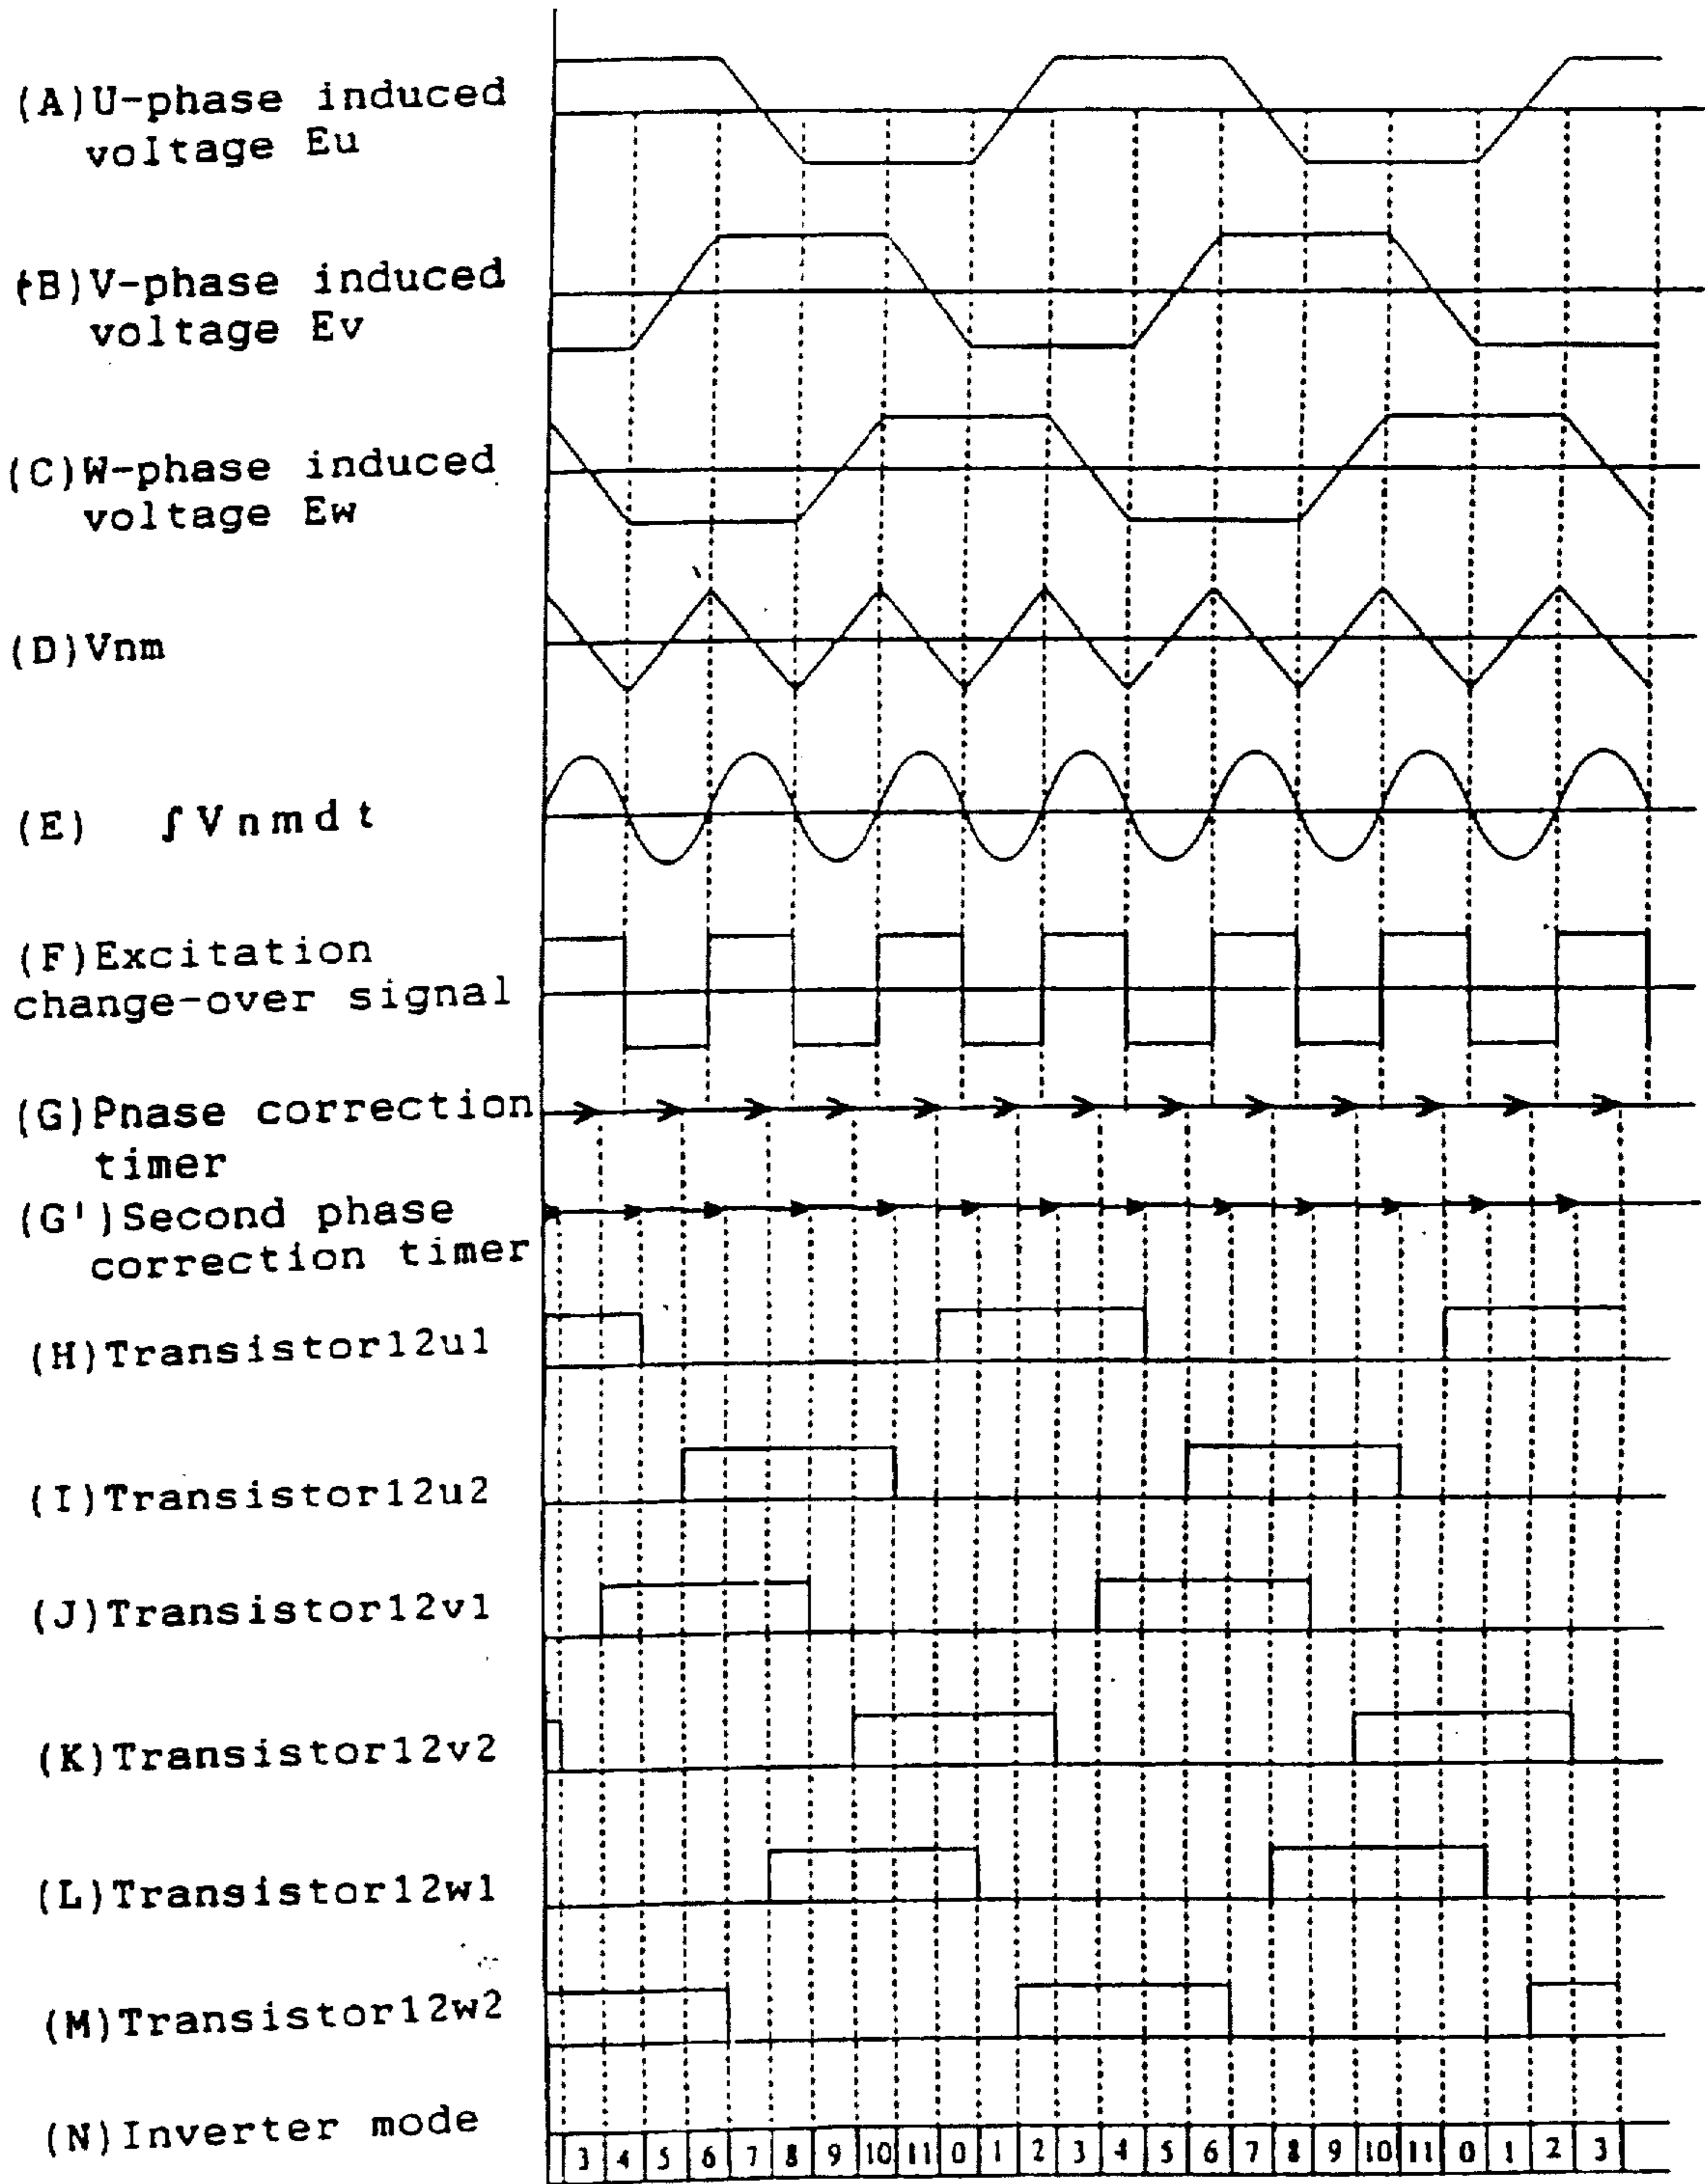 (A)U-phase induced
voltage Eu
(B)V-phase induced
voltage Ev
(C)W-phase induced
voltage Ew
(D)Vnm
(E) ∫Vnmdt
(F)Excitation
change-over signal
(G)Pnase correction
timer
(G')Second phase
correction timer
(H)Transistor12u1
(I)Transistor12u2
(J)Transistor12v1
(K)Transistor12v2
(L)Transistor12w1
(M)Transistor12w2
(N)Inverter mode
3 4 5 6 7 8 9 10 11 0 1 2 3 4 5 6 7 8 9 10 11 0 1 2 3